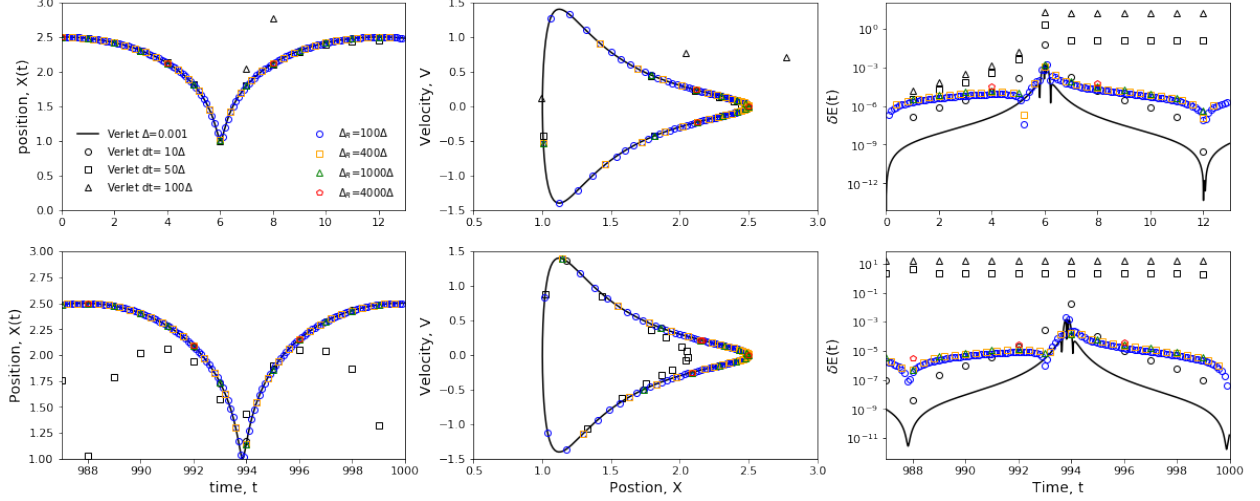 position, X(t)
3.0
2.5
2.0
1.5
1.0
0.5
0.0
Verlet Δ=0.001
Verlet dt= 10Δ
Verlet dt= 50Δ
Verlet dt= 100Δ
Δ_R=100Δ
Δ_R=400Δ
Δ_R=1000Δ
Δ_R=4000Δ
0 2 4 6 8 10 12
Velocity, V
1.5
1.0
0.5
0.0
−0.5
−1.0
−1.5
0.5 1.0 1.5 2.0 2.5 3.0
δE(t)
10⁰
10⁻³
10⁻⁶
10⁻⁹
10⁻¹²
0 2 4 6 8 10 12
Position, X(t)
3.00
2.75
2.50
2.25
2.00
1.75
1.50
1.25
1.00
988 990 992 994 996 998 1000
time, t
Velocity, V
1.5
1.0
0.5
0.0
−0.5
−1.0
−1.5
0.5 1.0 1.5 2.0 2.5 3.0
Postion, X
δE(t)
10¹
10⁻¹
10⁻³
10⁻⁵
10⁻⁷
10⁻⁹
10⁻¹¹
988 990 992 994 996 998 1000
Time, t